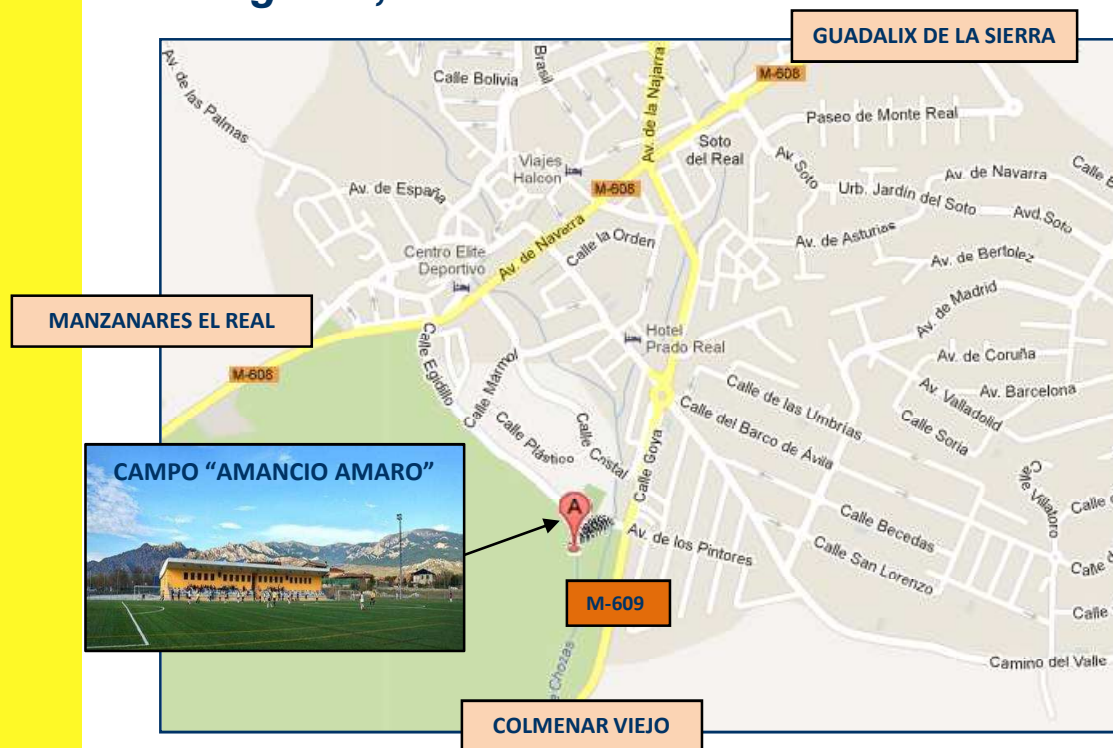 GUADALIX DE LA SIERRA
M-608
Brasil
Av. de la Najarra
Calle Bolivia
Av. de las Palmas
Paseo de Monte Real
Soto
del Real
Viajes
Halcon
M-608
Av. Soto
Av. de Navarra
Av. de España
Urb. Jardín del Soto
Avd. Soto
Calle la Orden
Av. de Navarra
Av. de Asturias
Centro Elite
Deportivo
Av. de Bertolez
Av. de Madrid
MANZANARES EL REAL
Hotel
Prado Real
M-608
Calle Egidillo
Calle Marmol
Av. de Coruña
Av. Valladolid
Av. Barcelona
Calle de las Umbrias
Calle del Barco de Avila
Calle Soria
Calle Plástico
Calle Cristal
Calle Goya
CAMPO “AMANCIO AMARO”
A
Calle Villatoro
Calle
Calle Becedas
Av. de los Pintores
Calle San Lorenzo
Calle
M-609
Calle
Camino del Valle
Chozas
COLMENAR VIEJO